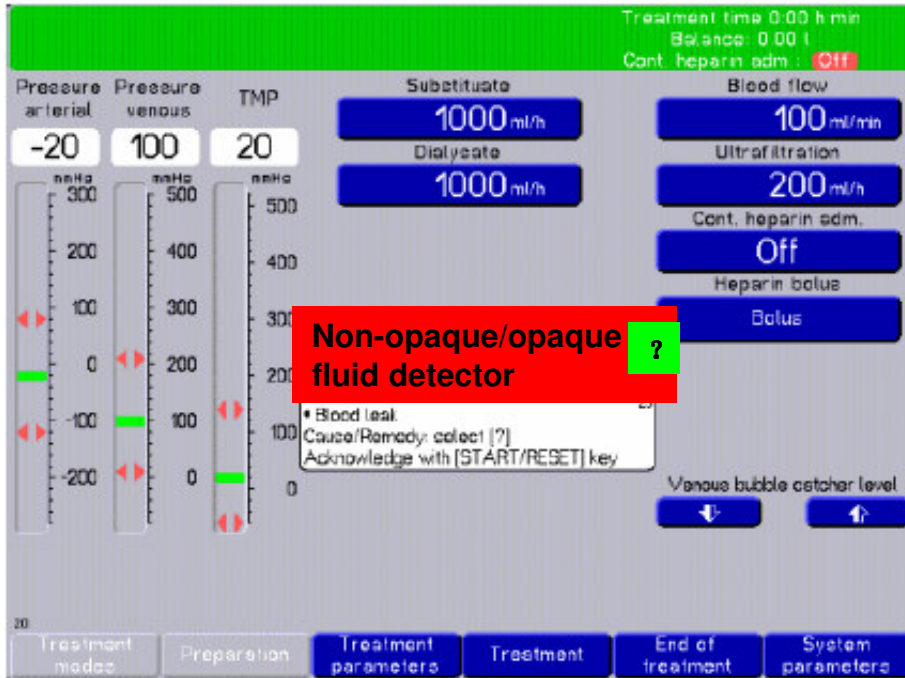 Treatment time 0:00 h:min
Balance: 0.00 l
Cont. heparin adm.: Off
Pressure arterial
Pressure venous
TMP
-20
100
20
mmHg
mmHg
mmHg
300
200
100
0
-100
-200
500
400
300
200
100
0
500
400
300
200
100
0
Substituate
1000 ml/h
Dialysate
1000 ml/h
Blood flow
100 ml/min
Ultrafiltration
200 ml/h
Cont. heparin adm.
Off
Heparin bolus
Bolus
Non-opaque/opaque
fluid detector
?
• Blood leak
Cause/Remedy: select [?]
Acknowledge with [START/RESET] key
Venous bubble catcher level
20
Treatment
modes
Preparation
Treatment
parameters
Treatment
End of
treatment
System
parameters